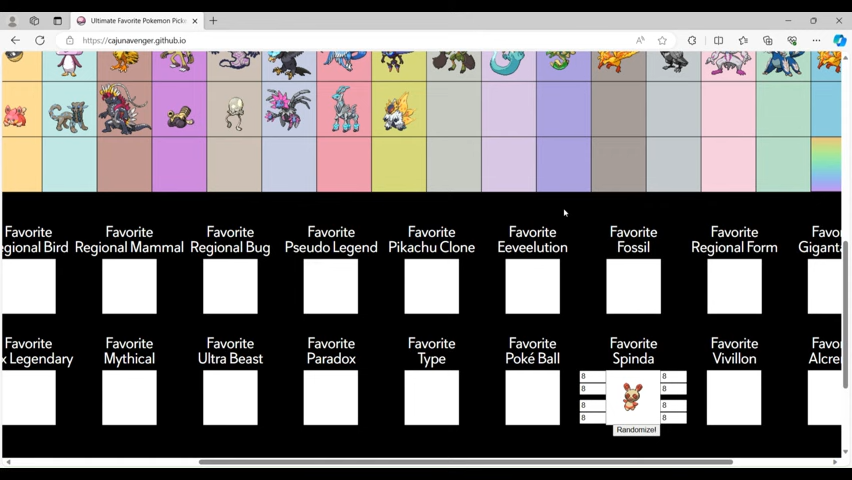 Ultimate Favorite Pokemon Pick
https://cajunavenger.github.io
Favorite Favorite Favorite Favorite Favorite Favorite Favorite Favorite Favor
egional Bird Regional Mammal Regional Bug Pseudo Legend Pikachu Clone Eeveelution Fossil Regional Form Giganta
Favorite Favorite Favorite Favorite Favorite Favorite Favorite Favorite Favor
x Legendary Mythical Ultra Beast Paradox Type Poké Ball Spinda Vivillon Alcre
8 8
8 8
8 8
8 8
Randomize!